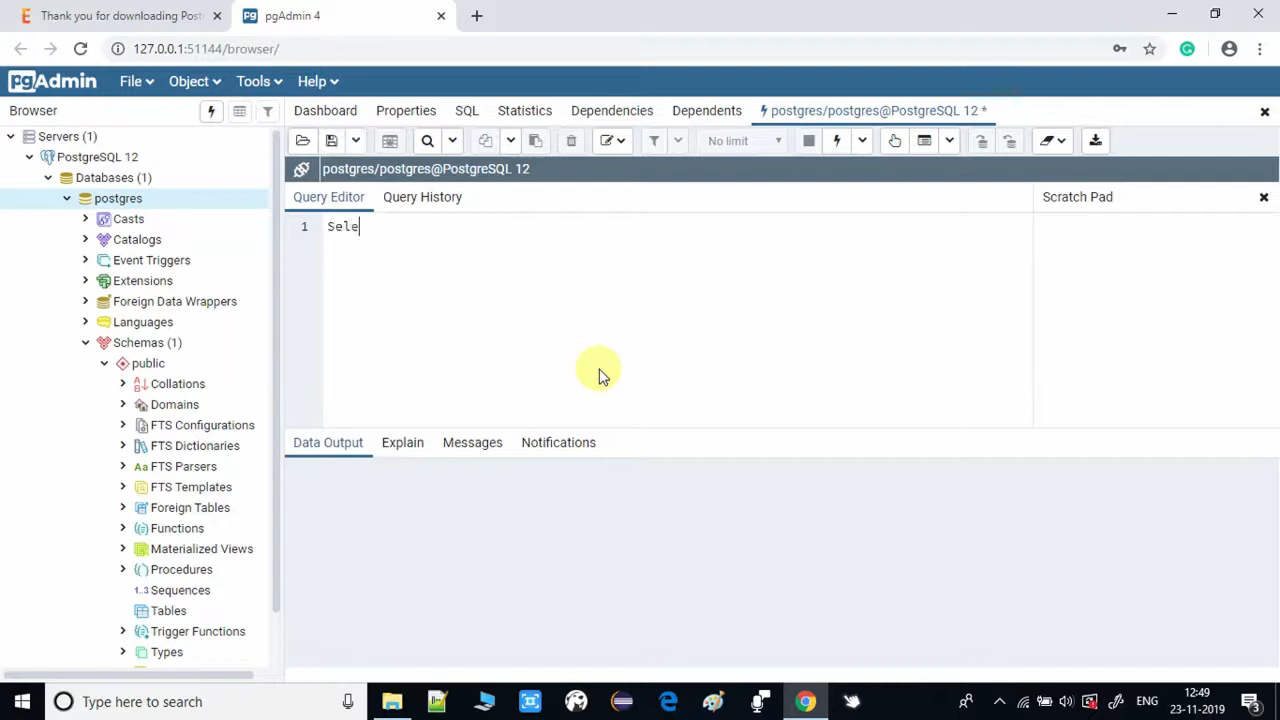 Thank you for downloading Post
pgAdmin 4
127.0.0.1:51144/browser/
pgAdmin
File
Object
Tools
Help
Browser
Dashboard
Properties
SQL
Statistics
Dependencies
Dependents
postgres/postgres@PostgreSQL 12 *
Servers (1)
PostgreSQL 12
Databases (1)
postgres
Casts
Catalogs
Event Triggers
Extensions
Foreign Data Wrappers
Languages
Schemas (1)
public
Collations
Domains
FTS Configurations
FTS Dictionaries
Aa FTS Parsers
FTS Templates
Foreign Tables
Functions
Materialized Views
Procedures
1..3 Sequences
Tables
Trigger Functions
Types
No limit
postgres/postgres@PostgreSQL 12
Query Editor
Query History
Scratch Pad
1 Sele
Data Output
Explain
Messages
Notifications
Type here to search
ENG
12:49
23-11-2019
3